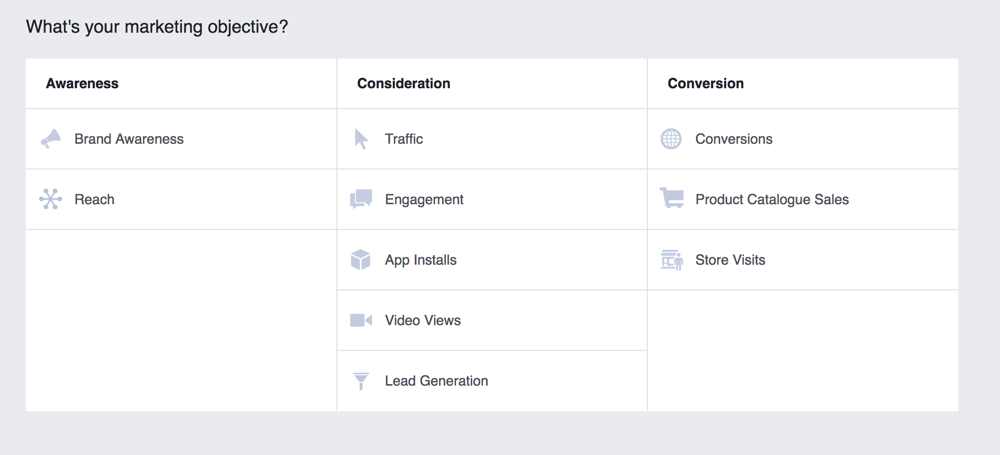 What's your marketing objective?
Awareness
Consideration
Conversion
Brand Awareness
Traffic
Conversions
Reach
Engagement
Product Catalogue Sales
App Installs
Store Visits
Video Views
Lead Generation